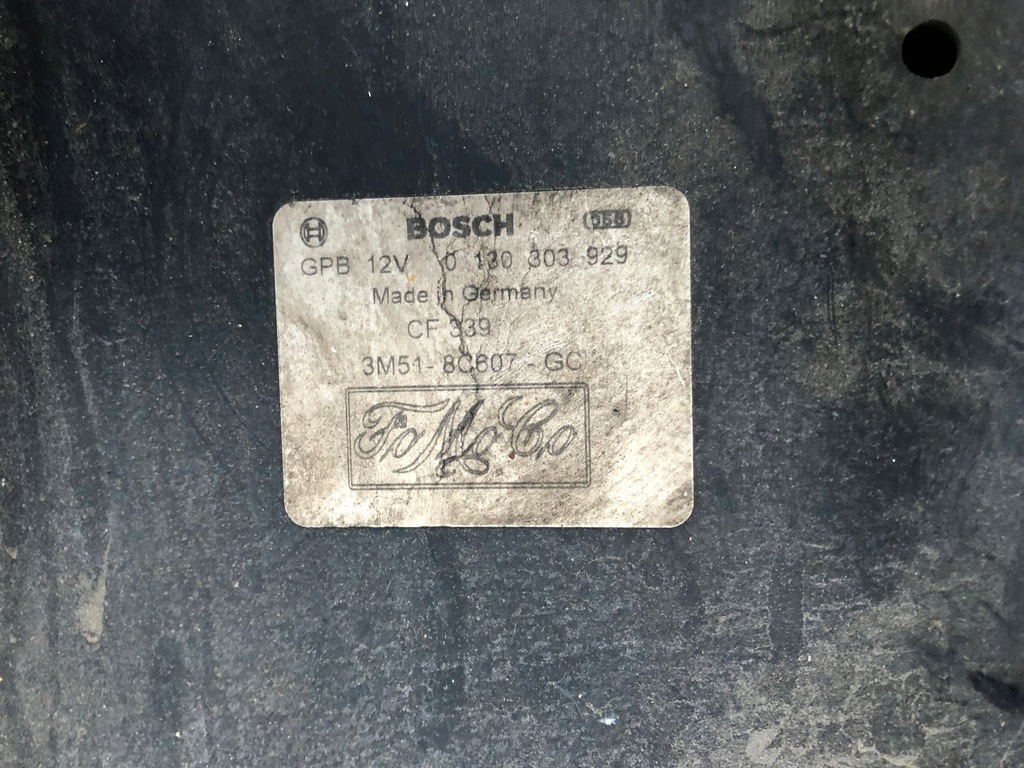 BOSCH
GPB 12V 0 130 303 929
Made in Germany
CF 339
3M51-8C607-GC
FoMoCo